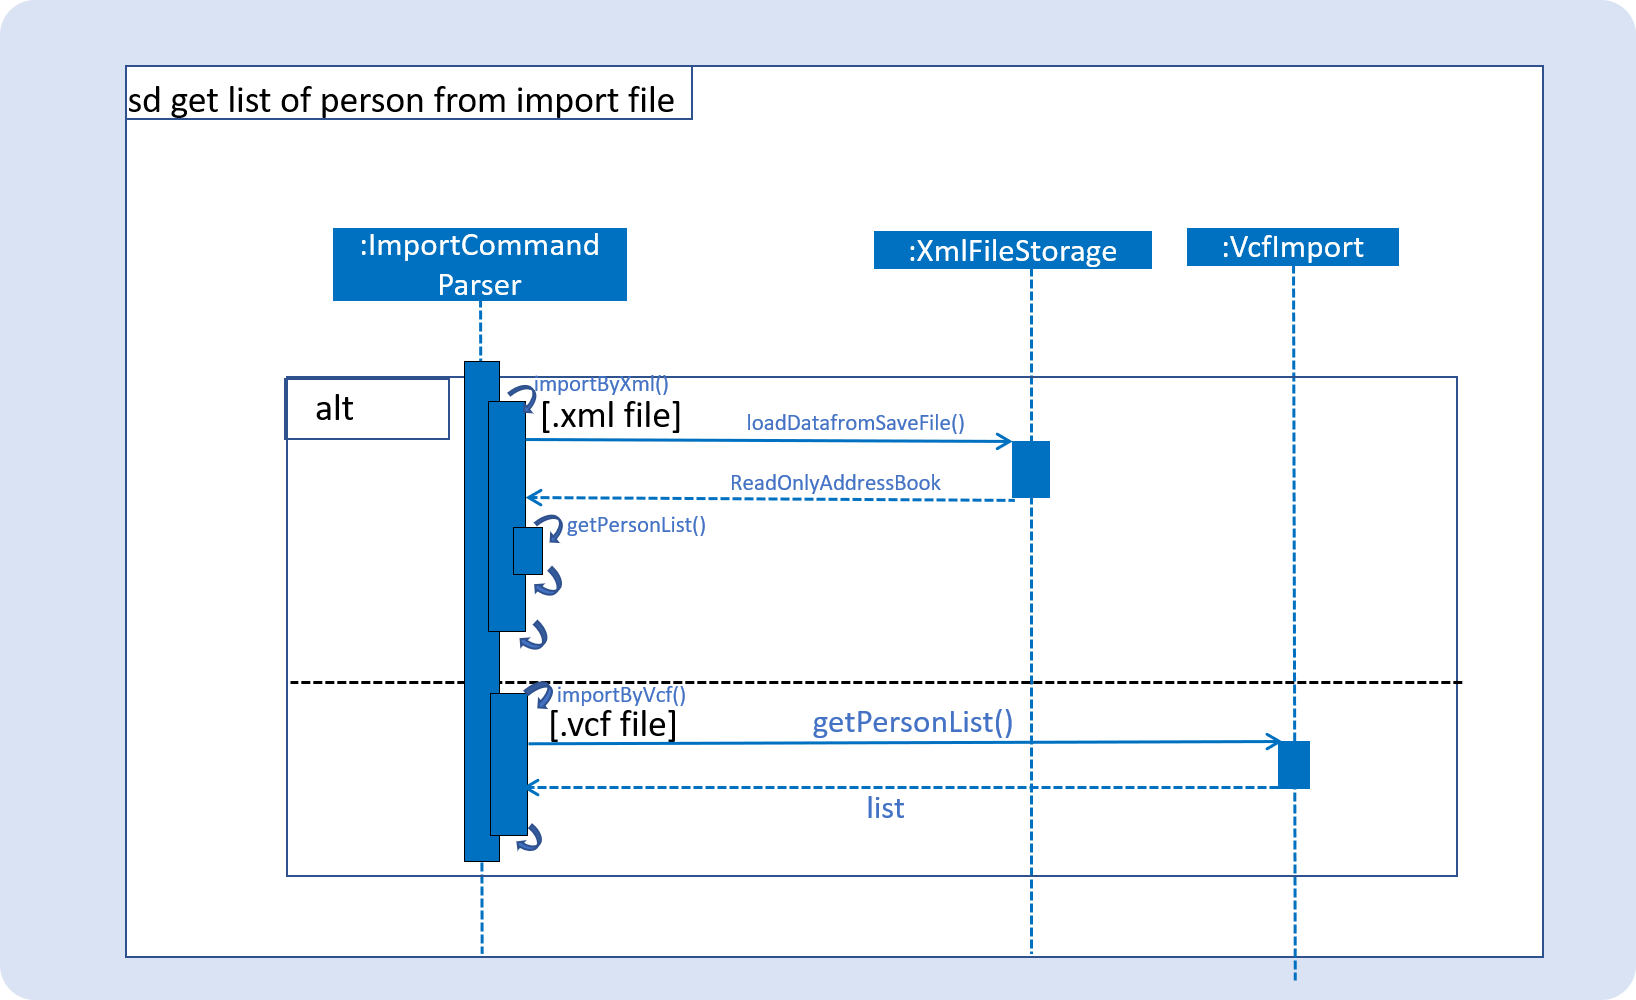 sd get list of person from import file
:ImportCommand
Parser
:XmlFileStorage
:VcfImport
alt
importByXml()
[.xml file]
loadDatafromSaveFile()
ReadOnlyAddressBook
getPersonList()
importByVcf()
[.vcf file]
getPersonList()
list